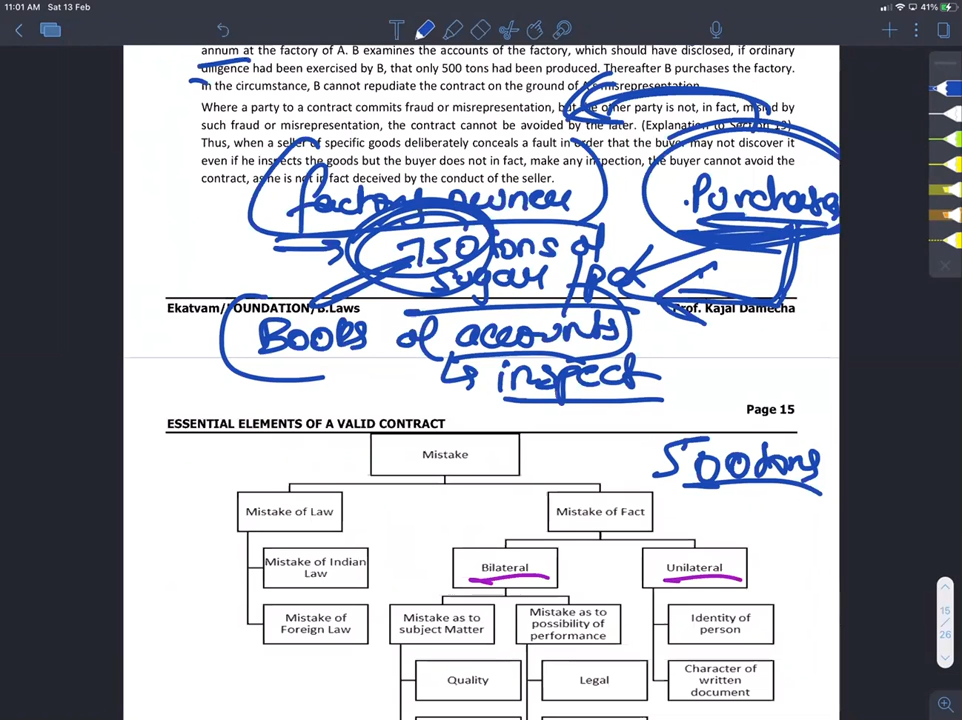 11:01 AM Sat 13 Feb
41%
annum at the factory of A. B examines the accounts of the factory, which should have disclosed, if ordinary
diligence had been exercised by B, that only 500 tons had been produced. Thereafter B purchases the factory.
In the circumstance, B cannot repudiate the contract on the ground of A's misrepresentation.
Where a party to a contract commits fraud or misrepresentation, but the other party is not, in fact, misled by
such fraud or misrepresentation, the contract cannot be avoided by the later. (Explanation to Section 19)
Thus, when a seller of specific goods deliberately conceals a fault in order that the buyer may not discover it
even if he inspects the goods but the buyer does not in fact, make any inspection, the buyer cannot avoid the
contract, as he is not in fact deceived by the conduct of the seller.
factory owner
Purchase
750 tons of
sugar
Ekatvam/FOUNDATION/B.Laws
Prof. Kajal Damecha
Books of accounts
inspect
Page 15
ESSENTIAL ELEMENTS OF A VALID CONTRACT
500 tons
Mistake
Mistake of Law
Mistake of Fact
Mistake of Indian
Law
Bilateral
Unilateral
Mistake of
Foreign Law
Mistake as to
subject Matter
Mistake as to
possibility of
performance
Identity of
person
Quality
Legal
Character of
written
document
15
/
26